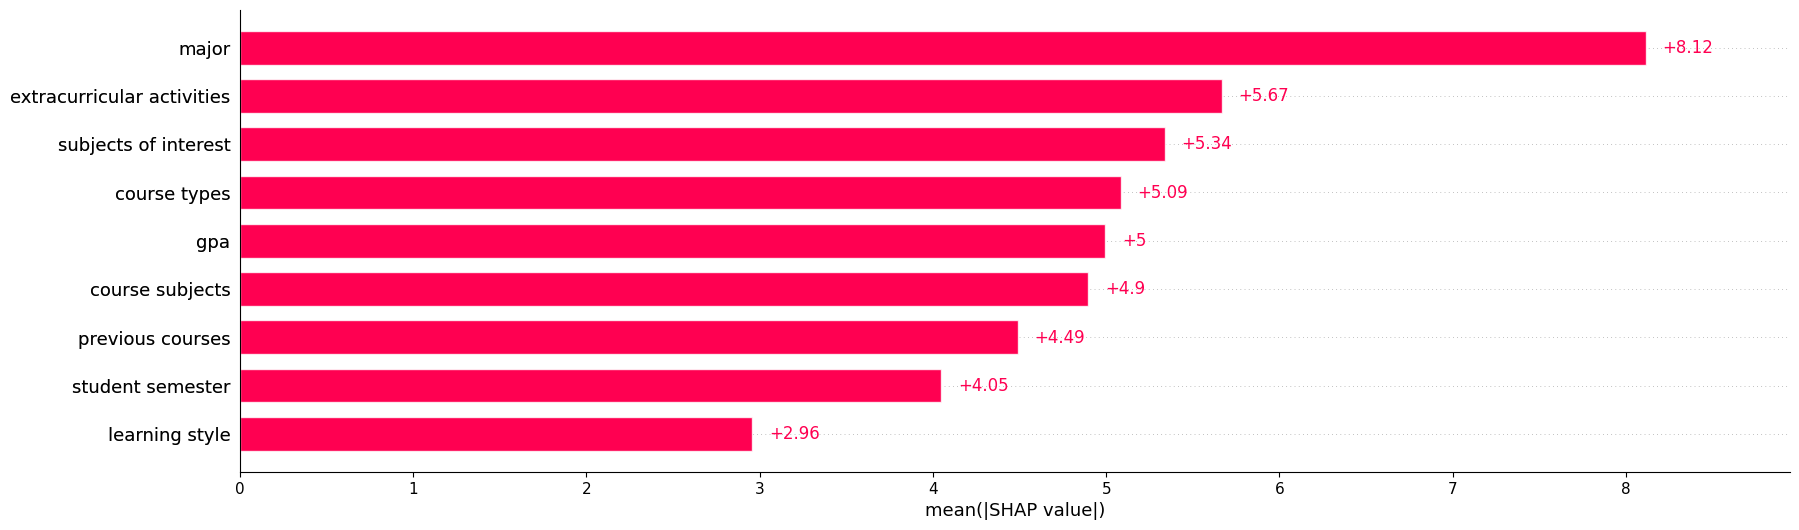 major +8.12
extracurricular activities +5.67
subjects of interest +5.34
course types +5.09
gpa +5
course subjects +4.9
previous courses +4.49
student semester +4.05
learning style +2.96
0 1 2 3 4 5 6 7 8
mean(|SHAP value|)